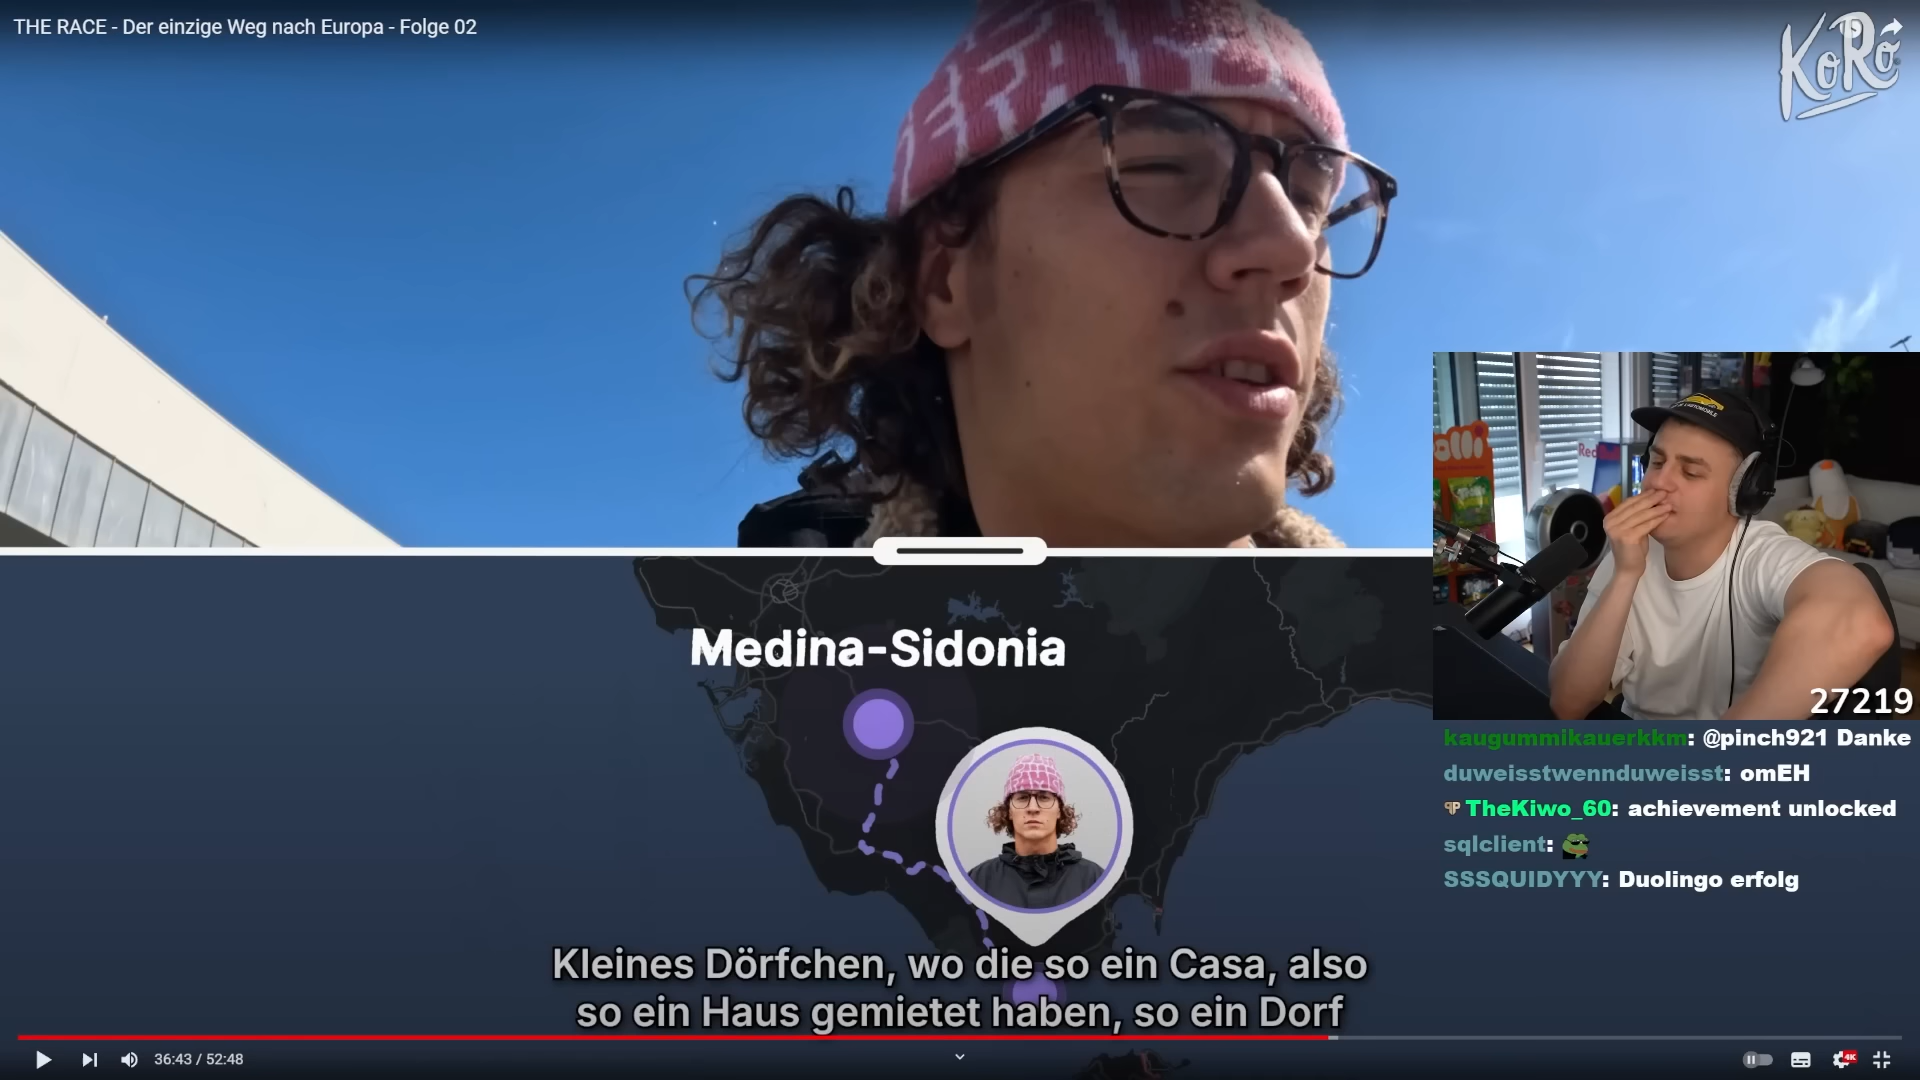 THE RACE - Der einzige Weg nach Europa - Folge 02
KoRo
Medina-Sidonia
Red
27219
kaugummikauerkkm: @pinch921 Danke
duweisstwennduweisst: omEH
TheKiwo_60: achievement unlocked
sqlclient:
SSSQUIDYYY: Duolingo erfolg
Kleines Dörfchen, wo die so ein Casa, also
so ein Haus gemietet haben, so ein Dorf
36:43 / 52:48
4K